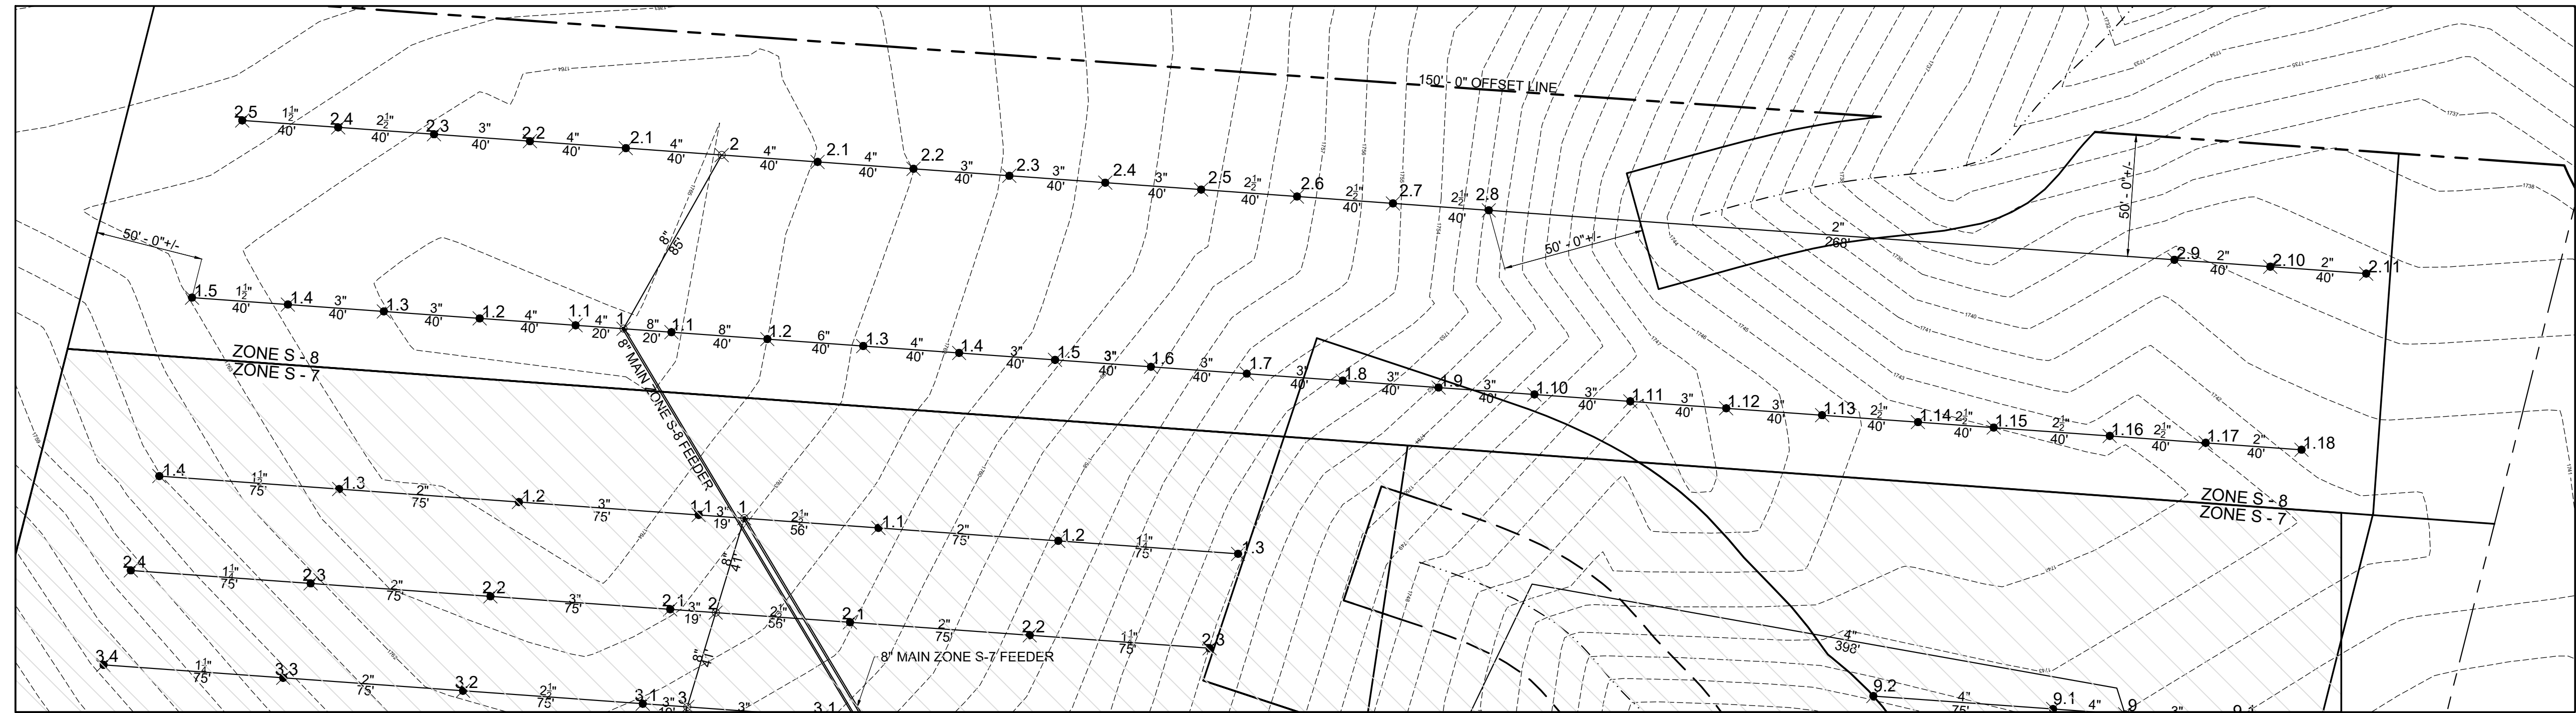 150' - 0" OFFSET LINE
2.5 1½" 40' 2.4 2½" 40' 2.3 3" 40' 2.2 4" 40' 2.1 4" 40' 2 4" 40' 2.1 4" 40' 2.2 3" 40' 2.3 3" 40' 2.4 3" 40' 2.5 2½" 40' 2.6 2½" 40' 2.7 2½" 40' 2.8 2" 268' 2.9 2" 40' 2.10 2" 40' 2.11
50' - 0"+/-
50' - 0"+/-
50' - 0"+/-
8" 85'
1.5 1½" 40' 1.4 3" 40' 1.3 3" 40' 1.2 4" 40' 1.1 4" 20' 1 8" 20' 1.1 8" 40' 1.2 6" 40' 1.3 4" 40' 1.4 3" 40' 1.5 3" 40' 1.6 3" 40' 1.7 3" 40' 1.8 3" 40' 1.9 3" 40' 1.10 3" 40' 1.11 3" 40' 1.12 3" 40' 1.13 2½" 40' 1.14 2½" 40' 1.15 2½" 40' 1.16 2½" 40' 1.17 2" 40' 1.18
ZONE S - 8
ZONE S - 7
8" MAIN ZONE S-8 FEEDER
ZONE S - 8
ZONE S - 7
1.4 1½" 75' 1.3 2" 75' 1.2 3" 75' 1.1 3" 19' 1 2½" 56' 1.1 2" 75' 1.2 1¼" 75' 1.3
8" 41'
2.4 1¼" 75' 2.3 2" 75' 2.2 3" 75' 2.1 3" 19' 2 2½" 56' 2.1 2" 75' 2.2 1½" 75' 2.3
8" 41'
8" MAIN ZONE S-7 FEEDER
4" 398'
3.4 1¼" 75' 3.3 2" 75' 3.2 2½" 75' 3.1 3" 19' 3 3" 3.1
9.2 4" 75' 9.1 4" 9 3" 9.1